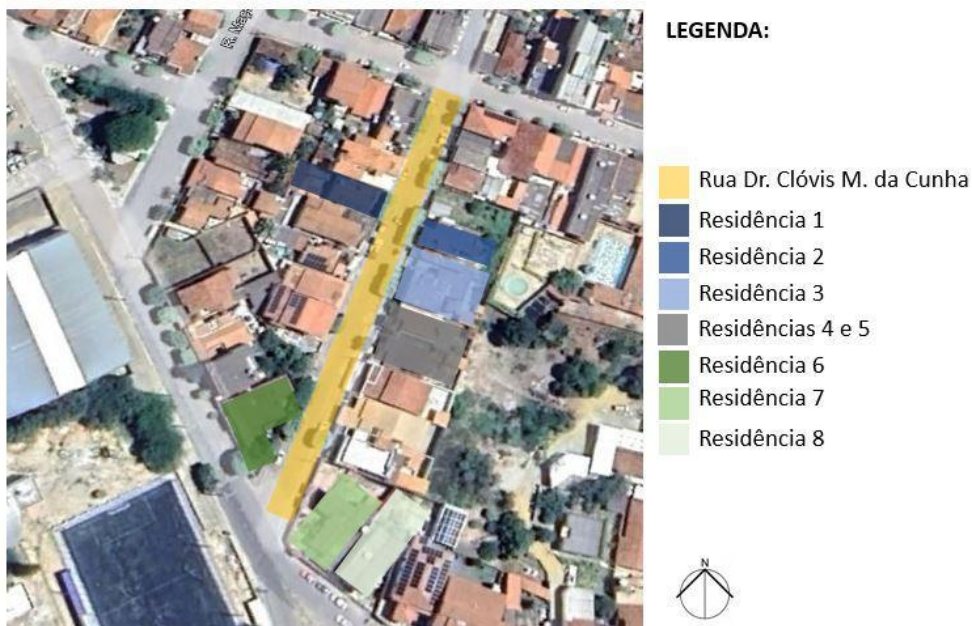 R. Maga
LEGENDA:
Rua Dr. Clóvis M. da Cunha
Residência 1
Residência 2
Residência 3
Residências 4 e 5
Residência 6
Residência 7
Residência 8
N